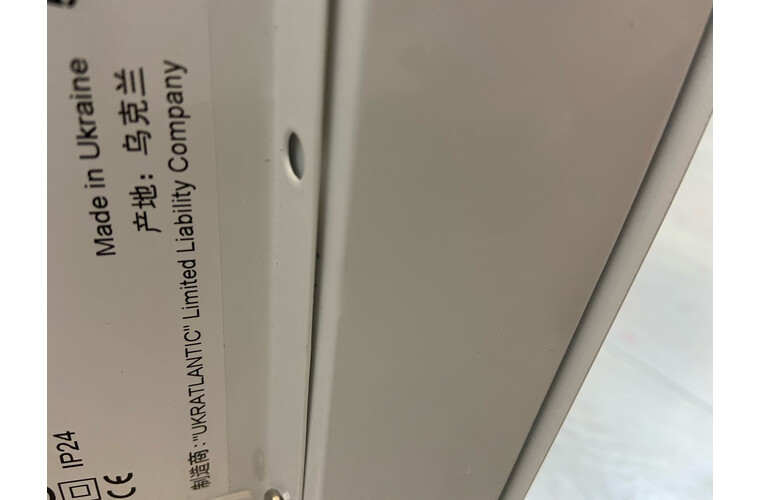 Made in Ukraine
产地：乌克兰
制造商："UKRATLANTIC" Limited Liability Company
IP24
CE